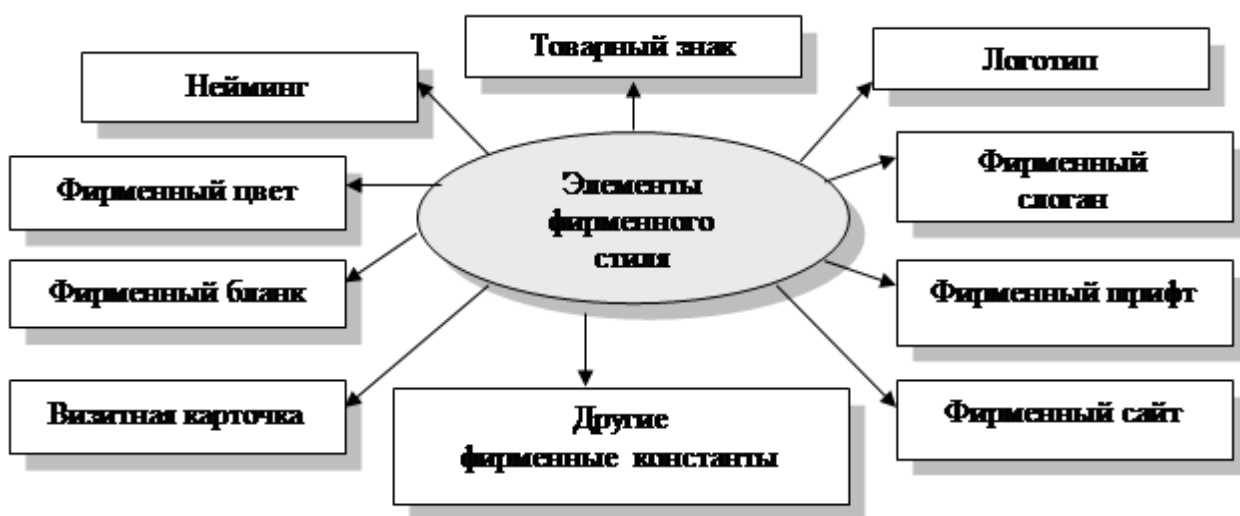 Товарный знак
Логотип
Нейминг
Фирменный
слоган
Фирменный цвет
Элементы
фирменного
стиля
Фирменный бланк
Фирменный шрифт
Визитная карточка
Другие
фирменные константы
Фирменный сайт